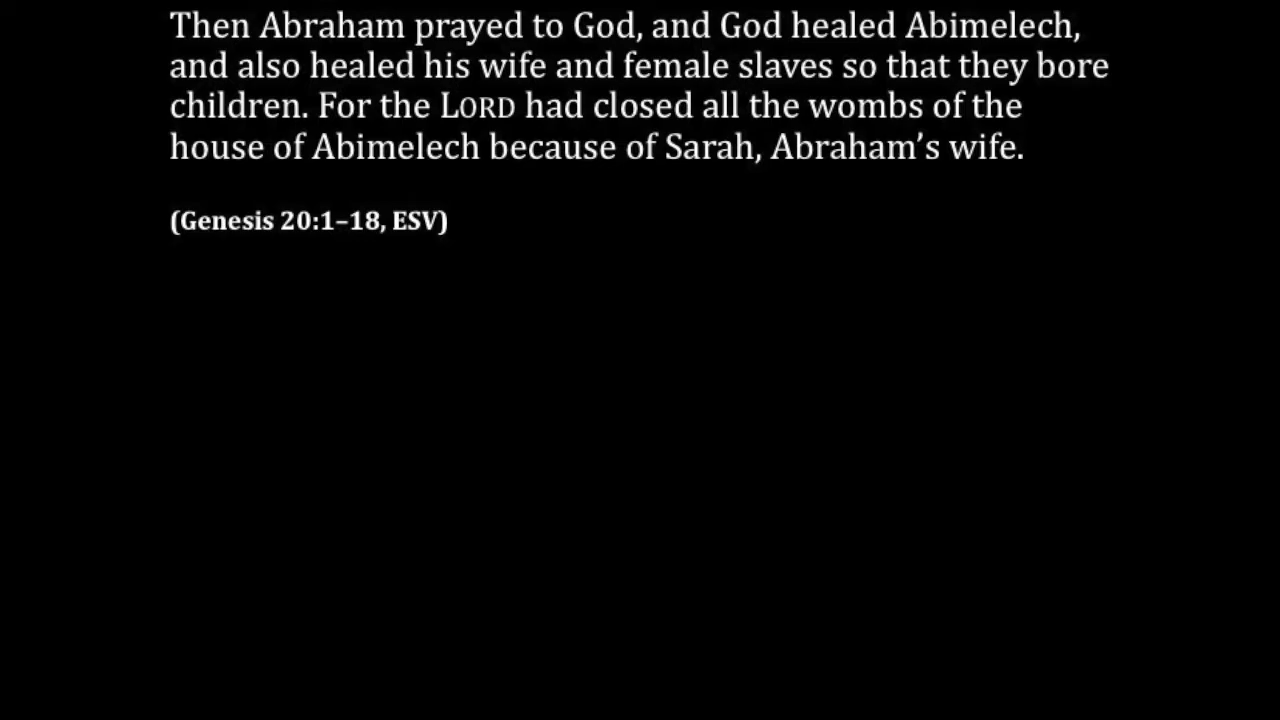 Then Abraham prayed to God, and God healed Abimelech,
and also healed his wife and female slaves so that they bore
children. For the LORD had closed all the wombs of the
house of Abimelech because of Sarah, Abraham’s wife.
(Genesis 20:1–18, ESV)